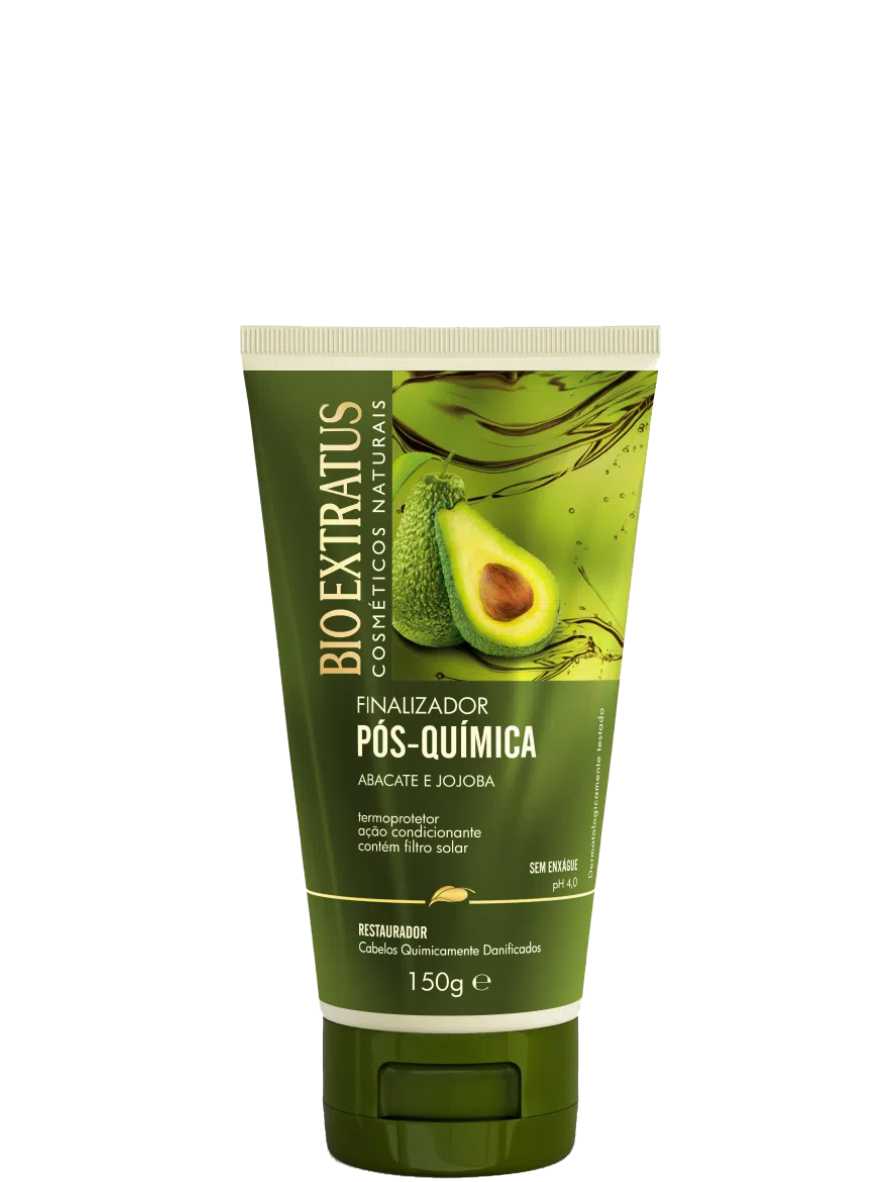 BIO EXTRATUS
COSMÉTICOS NATURAIS
FINALIZADOR
PÓS-QUÍMICA
ABACATE E JOJOBA
termoprotetor
ação condicionante
contém filtro solar
Dermatologicamente testado
SEM ENXÁGUE
pH 4,0
RESTAURADOR
Cabelos Quimicamente Danificados
150g ℮